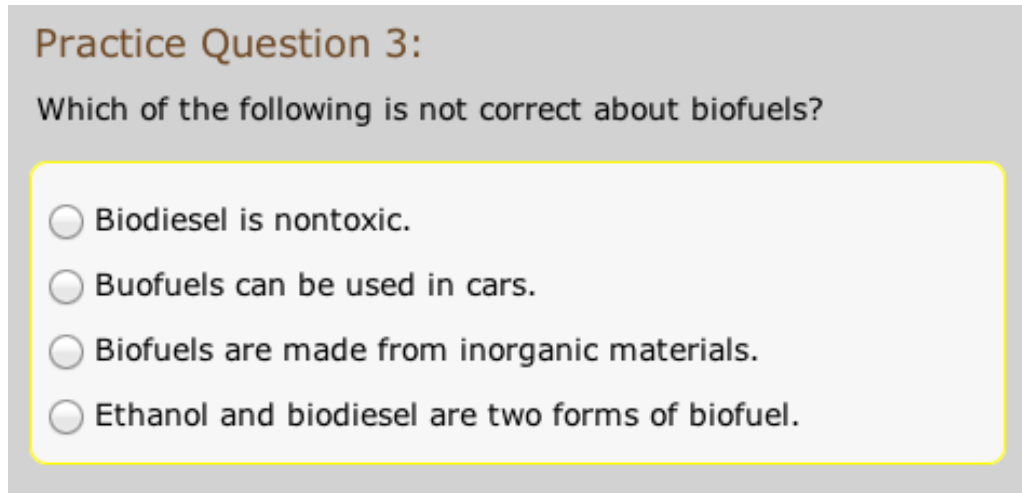 Practice Question 3:
Which of the following is not correct about biofuels?
Biodiesel is nontoxic.
Buofuels can be used in cars.
Biofuels are made from inorganic materials.
Ethanol and biodiesel are two forms of biofuel.